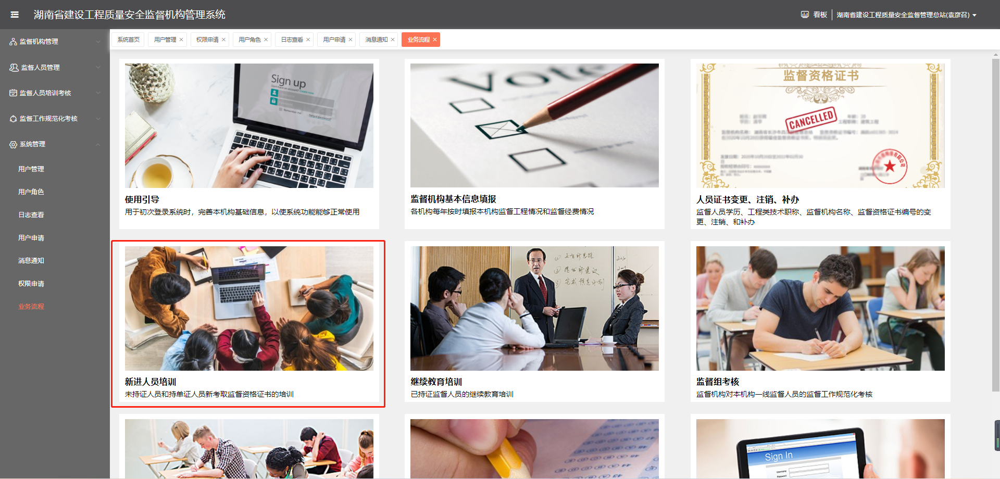 湖南省建设工程质量安全监督机构管理系统
看板
湖南省建设工程质量安全监督管理总站(袁彦召)
监督机构管理
监督人员管理
监督人员培训考核
监督工作规范化考核
系统管理
用户管理
用户角色
日志查看
用户申请
消息通知
权限申请
业务流程
系统首页
用户管理
权限申请
用户角色
日志查看
用户申请
消息通知
业务流程
Sign up
Don't have an account? Create now
Remember me
Forgot password?
使用引导
用于初次登录系统时，完善本机构基础信息，以使系统功能能够正常使用
Vote
监督机构基本信息填报
各机构每年按时填报本机构监督工程情况和监督经费情况
监督资格证书
CANCELLED
人员证书变更、注销、补办
监督人员学历、工程类技术职称、监督机构名称、监督资格证书编号的变
更、注销、和补办
新进人员培训
未持证人员和持单证人员新考取监督资格证书的培训
继续教育培训
已持证监督人员的继续教育培训
监督组考核
监督机构对本机构一线监督人员的监督工作规范化考核
Sign In
Username
Password